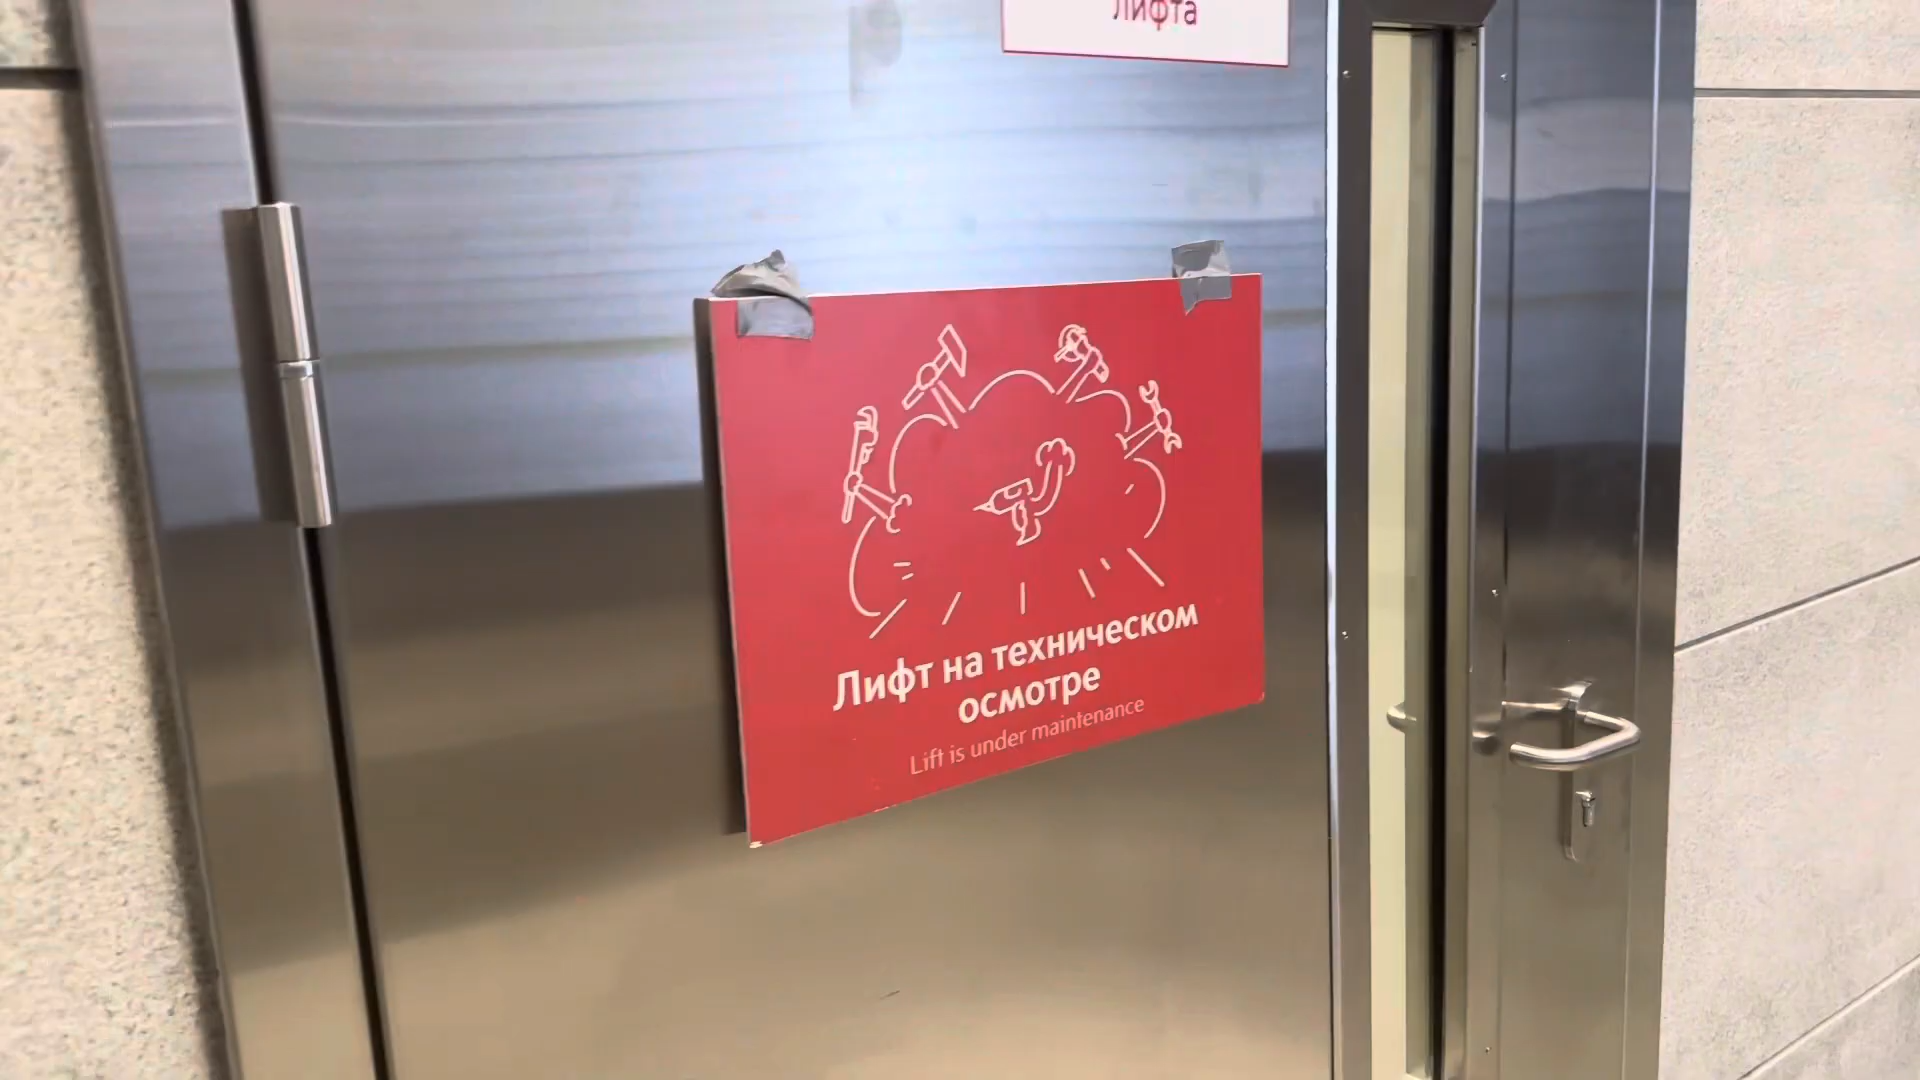 лифта
Лифт на техническом
осмотре
Lift is under maintenance